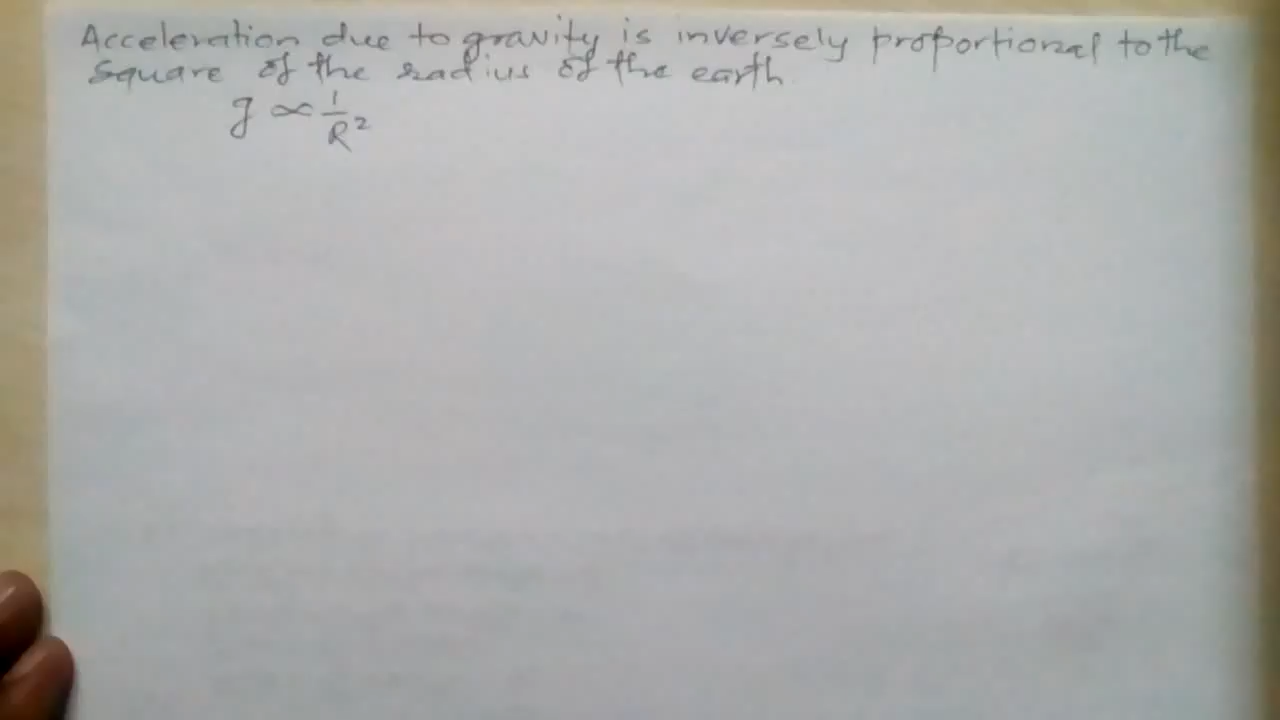 Acceleration due to gravity is inversely proportional to the
square of the radius of the earth.
g ∝ 1/R²